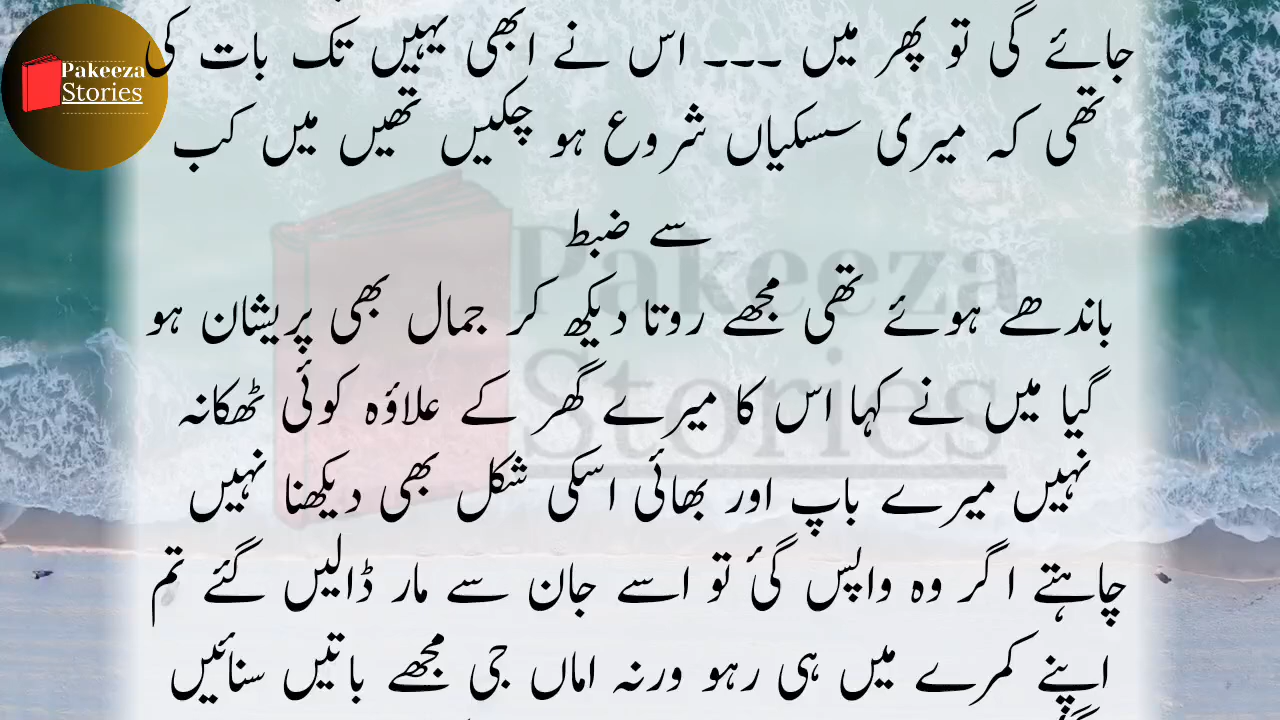 Pakeeza
Stories
جائے گی تو پھر میں ۔۔۔ اس نے ابھی یہیں تک بات کی
تھی کہ میری سسکیاں شروع ہو چکیں تھیں میں کب
سے ضبط
باندھے ہوئے تھی مجھے روتا دیکھ کر جمال بھی پریشان ہو
گیا میں نے کہا اس کا میرے گھر کے علاؤہ کوئی ٹھکانہ
نہیں میرے باپ اور بھائی اسکی شکل بھی دیکھنا نہیں
چاہتے اگر وہ واپس گئ تو اسے جان سے مار ڈالیں گئے تم
اپنے کمرے میں ہی رہو ورنہ اماں جی مجھے باتیں سنائیں
Pakeeza
Stories